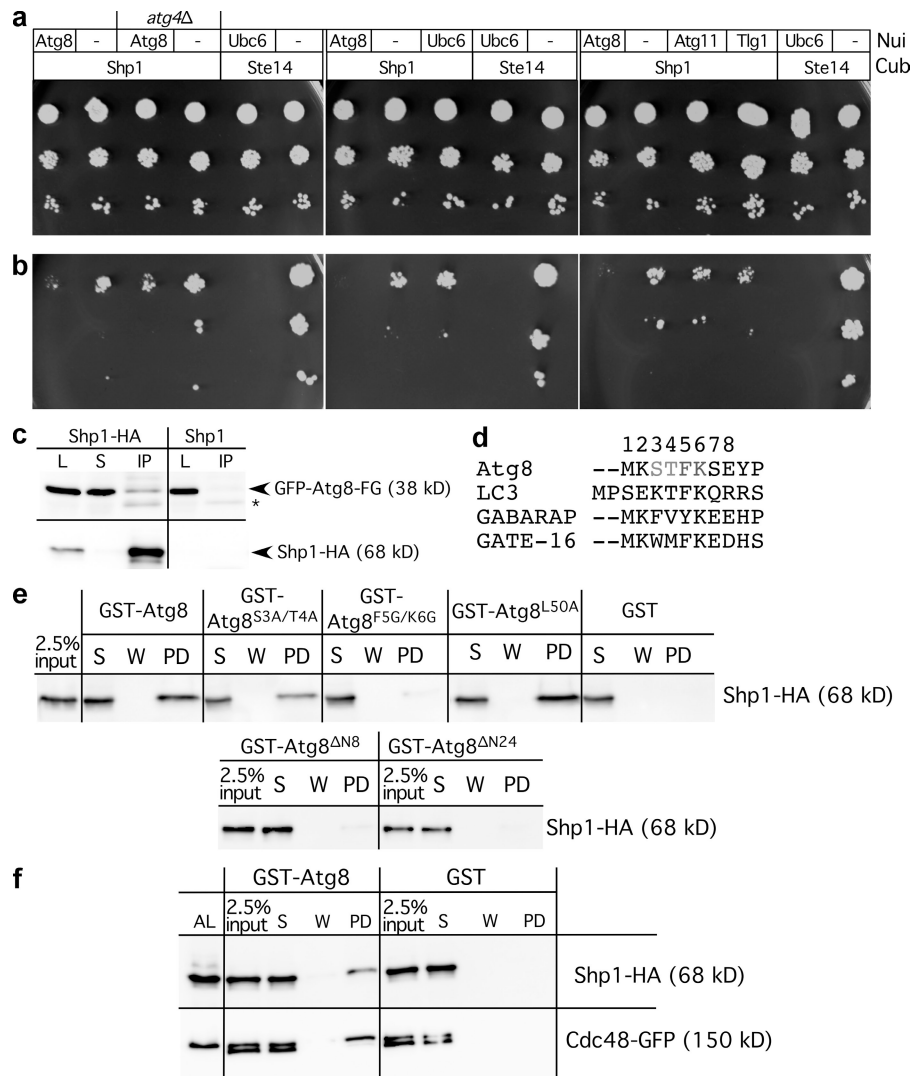 a
atg4Δ
Atg8 - Atg8 - Ubc6 - Atg8 - Ubc6 Ubc6 - Atg8 - Atg11 Tlg1 Ubc6 - Nui
Shp1 Ste14 Shp1 Ste14 Shp1 Ste14 Cub
b
c
Shp1-HA Shp1
L S IP L IP
GFP-Atg8-FG (38 kD)
*
Shp1-HA (68 kD)
d
12345678
Atg8 --MKSTFKSEYP
LC3 MPSEKTFKQRRS
GABARAP --MKFVYKEEHP
GATE-16 --MKWMFKEDHS
e
GST-Atg8 GST-Atg8S3A/T4A GST-Atg8F5G/K6G GST-Atg8L50A GST
2.5% input S W PD S W PD S W PD S W PD S W PD
Shp1-HA (68 kD)
GST-Atg8ΔN8 GST-Atg8ΔN24
2.5% input S W PD 2.5% input S W PD
Shp1-HA (68 kD)
f
GST-Atg8 GST
AL 2.5% input S W PD 2.5% input S W PD
Shp1-HA (68 kD)
Cdc48-GFP (150 kD)